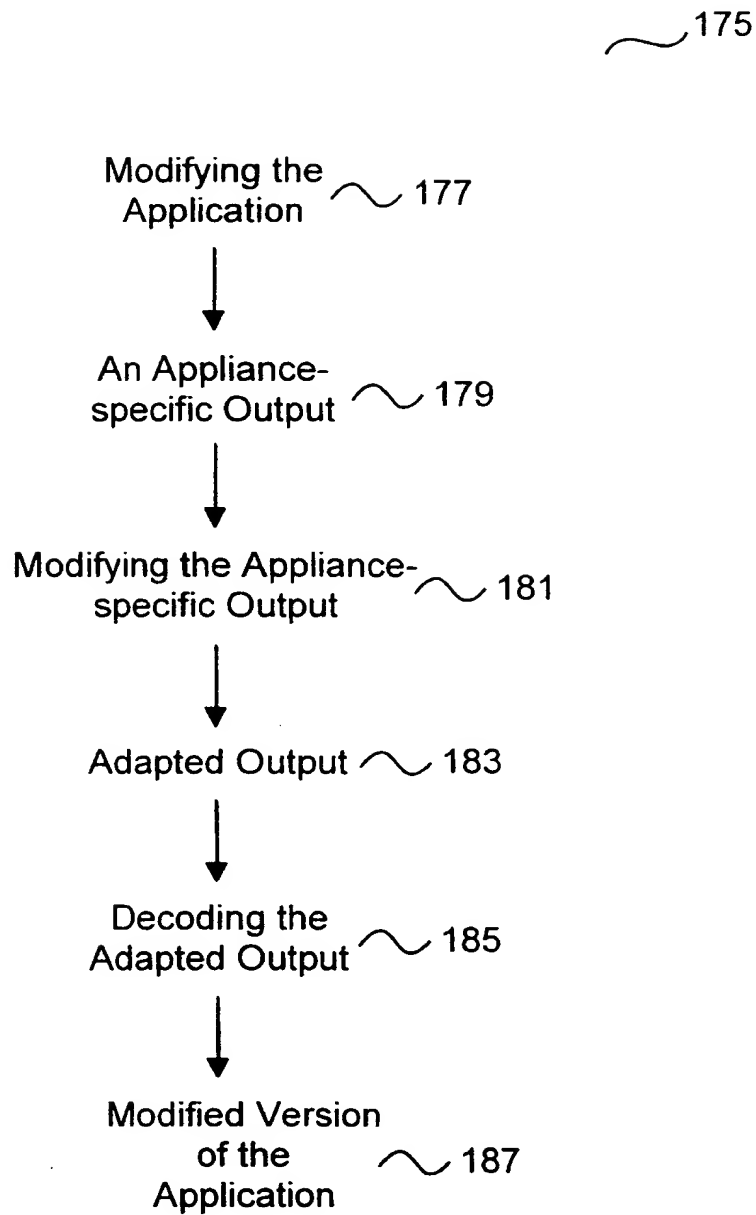 175
Modifying the
Application
177
An Appliance-
specific Output
179
Modifying the Appliance-
specific Output
181
Adapted Output
183
Decoding the
Adapted Output
185
Modified Version
of the
Application
187